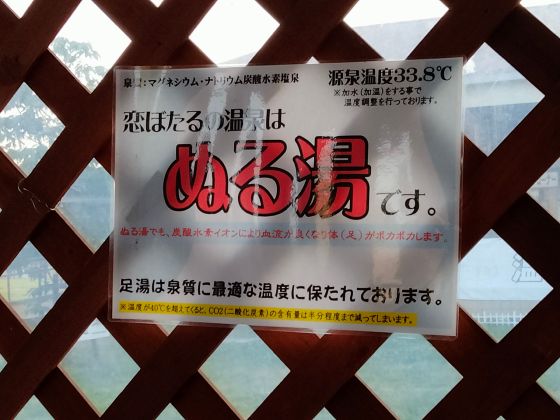 泉質：マグネシウム・ナトリウム炭酸水素塩泉
源泉温度33.8℃
※加水(加温)をする事で
温度調整を行っております。
恋ぼたるの温泉は
ぬる湯です。
ぬる湯でも、炭酸水素イオンにより血流が良くなり体(足)がポカポカします。
足湯は泉質に最適な温度に保たれております。
※温度が40℃を超えてくると、CO2(二酸化炭素)の含有量は半分程度まで減ってしまいます。